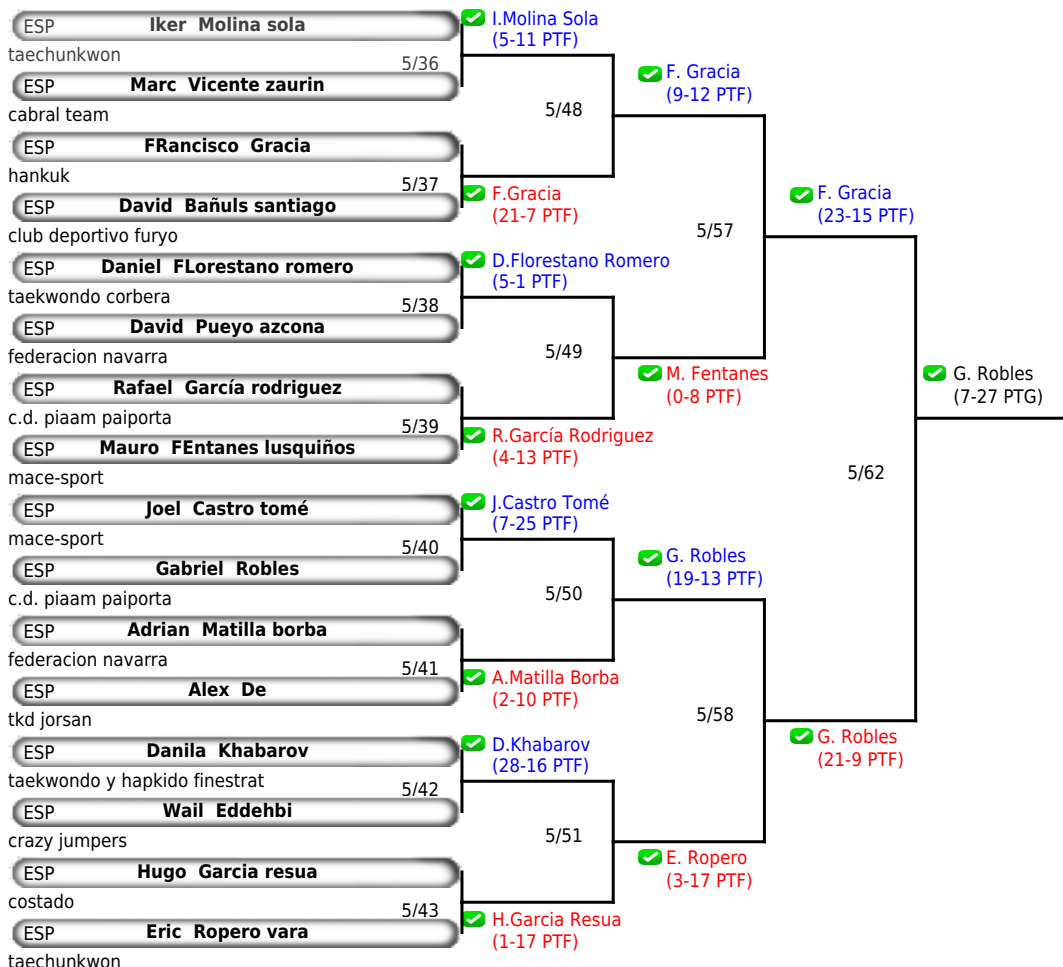 ESP Iker Molina sola
taechunkwon
5/36
ESP Marc Vicente zaurin
cabral team
I.Molina Sola
(5-11 PTF)
5/48
ESP FRancisco Gracia
hankuk
5/37
ESP David Bañuls santiago
club deportivo furyo
F.Gracia
(21-7 PTF)
F. Gracia
(9-12 PTF)
5/57
ESP Daniel FLorestano romero
taekwondo corbera
5/38
ESP David Pueyo azcona
federacion navarra
D.Florestano Romero
(5-1 PTF)
5/49
ESP Rafael García rodriguez
c.d. piaam paiporta
5/39
ESP Mauro FEntanes lusquiños
mace-sport
R.García Rodriguez
(4-13 PTF)
M. Fentanes
(0-8 PTF)
F. Gracia
(23-15 PTF)
5/62
G. Robles
(7-27 PTG)
ESP Joel Castro tomé
mace-sport
5/40
ESP Gabriel Robles
c.d. piaam paiporta
J.Castro Tomé
(7-25 PTF)
5/50
ESP Adrian Matilla borba
federacion navarra
5/41
ESP Alex De
tkd jorsan
A.Matilla Borba
(2-10 PTF)
G. Robles
(19-13 PTF)
5/58
G. Robles
(21-9 PTF)
ESP Danila Khabarov
taekwondo y hapkido finestrat
5/42
ESP Wail Eddehbi
crazy jumpers
D.Khabarov
(28-16 PTF)
5/51
ESP Hugo Garcia resua
costado
5/43
ESP Eric Ropero vara
taechunkwon
H.Garcia Resua
(1-17 PTF)
E. Ropero
(3-17 PTF)